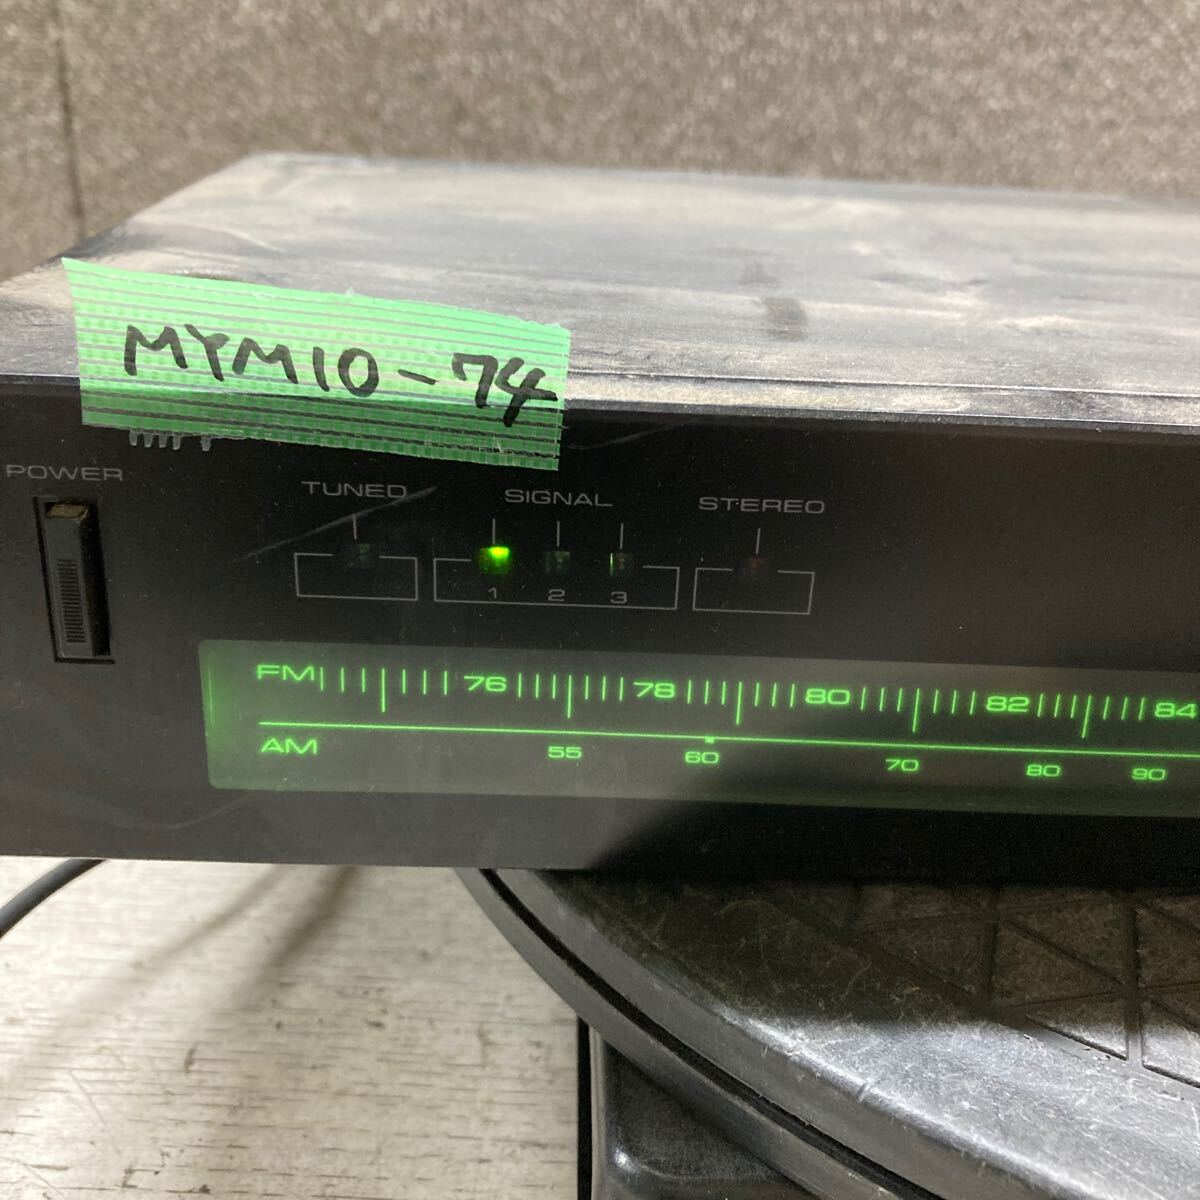 MYM10-74
POWER
TUNED SIGNAL STEREO
1 2 3
FM 76 78 80 82 84
AM 55 60 70 80 90